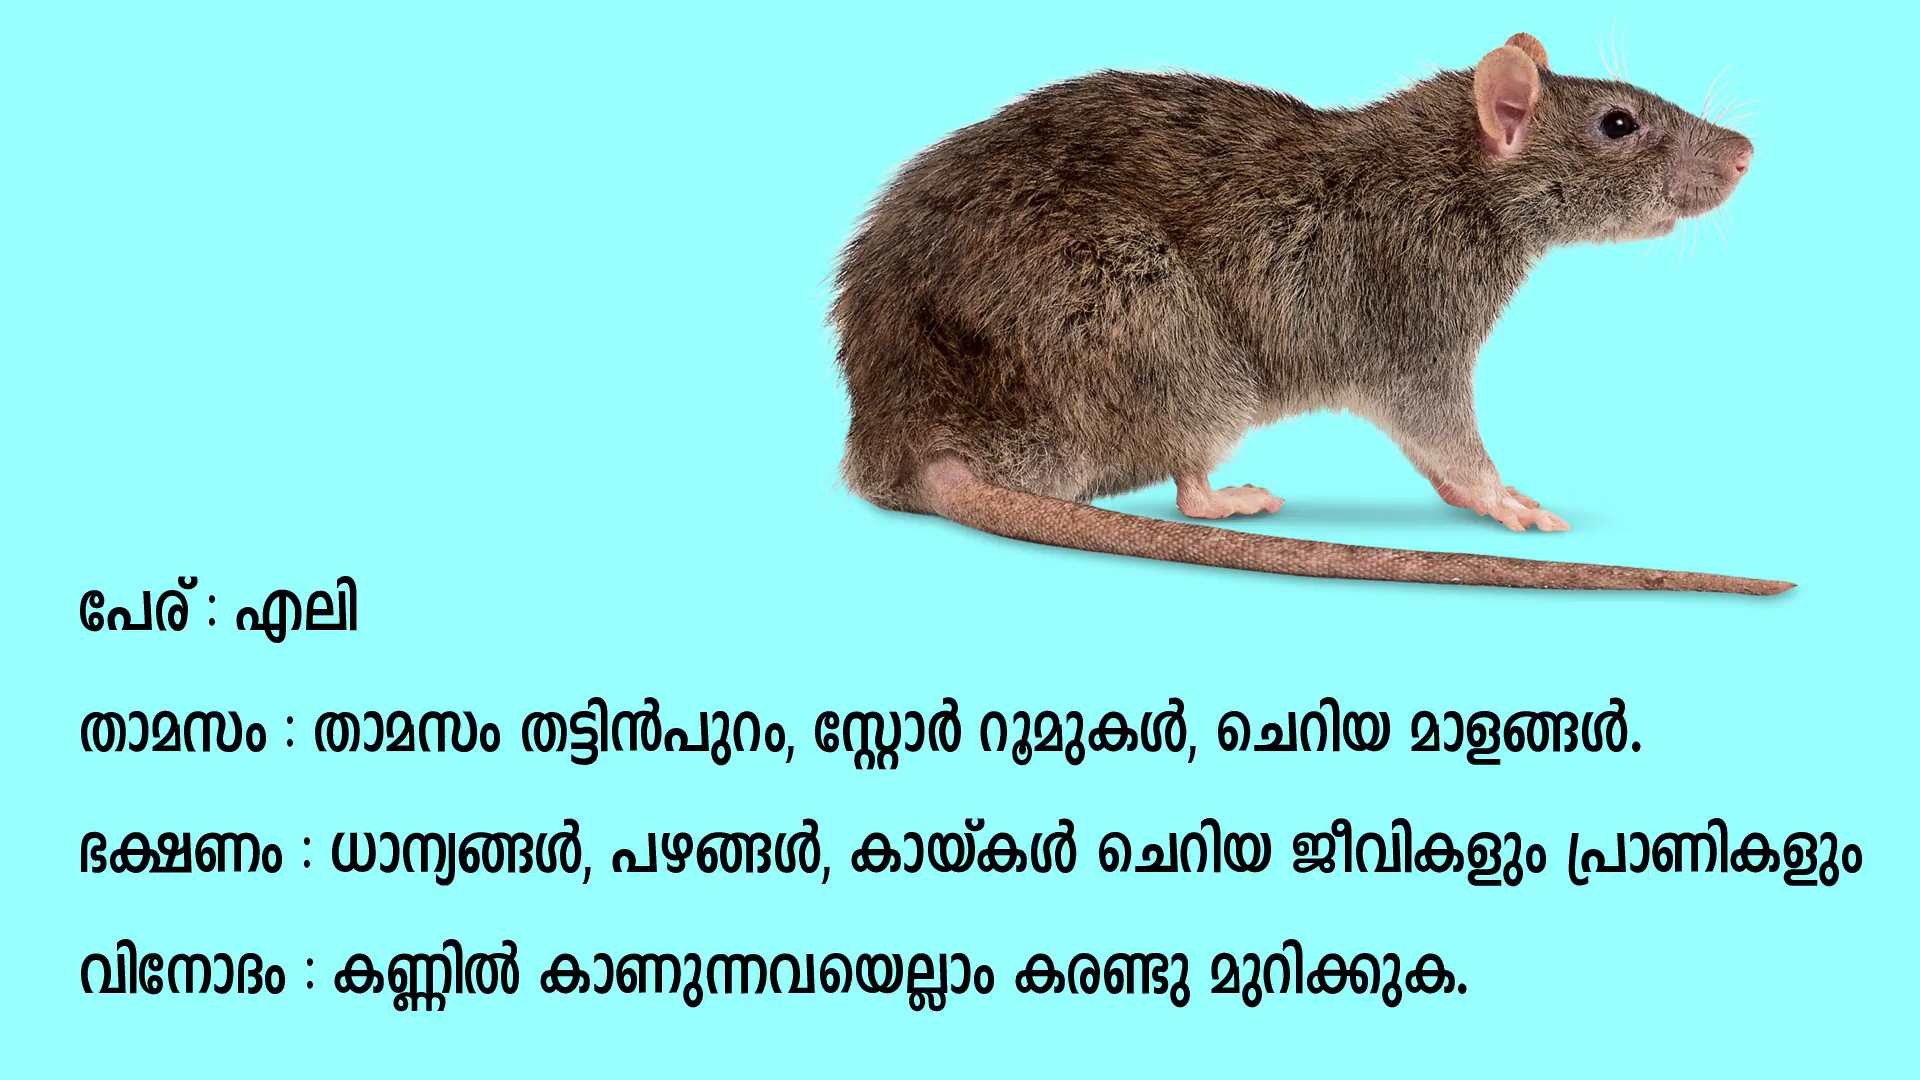 പേര് : എലി
താമസം : താമസം തട്ടിൻപുറം, സ്റ്റോർ റൂമുകൾ, ചെറിയ മാളങ്ങൾ.
ഭക്ഷണം : ധാന്യങ്ങൾ, പഴങ്ങൾ, കായ്കൾ ചെറിയ ജീവികളും പ്രാണികളും
വിനോദം : കണ്ണിൽ കാണുന്നവയെല്ലാം കരണ്ടു മുറിക്കുക.